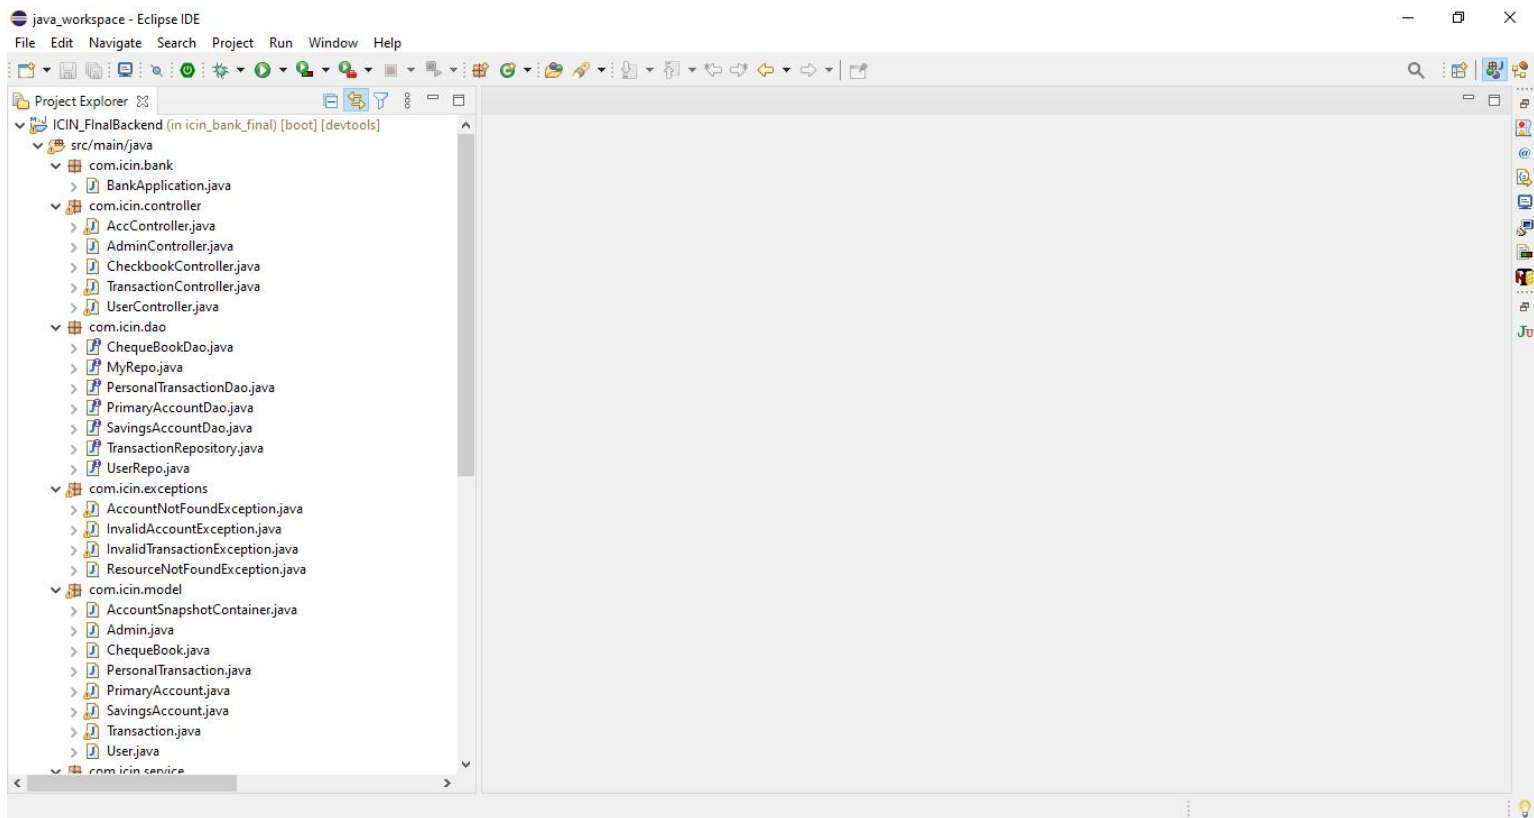 java_workspace - Eclipse IDE
File Edit Navigate Search Project Run Window Help
Project Explorer
ICIN_FInalBackend (in icin_bank_final) [boot] [devtools]
src/main/java
com.icin.bank
BankApplication.java
com.icin.controller
AccController.java
AdminController.java
CheckbookController.java
TransactionController.java
UserController.java
com.icin.dao
ChequeBookDao.java
MyRepo.java
PersonalTransactionDao.java
PrimaryAccountDao.java
SavingsAccountDao.java
TransactionRepository.java
UserRepo.java
com.icin.exceptions
AccountNotFoundException.java
InvalidAccountException.java
InvalidTransactionException.java
ResourceNotFoundException.java
com.icin.model
AccountSnapshotContainer.java
Admin.java
ChequeBook.java
PersonalTransaction.java
PrimaryAccount.java
SavingsAccount.java
Transaction.java
User.java
com.icin.service